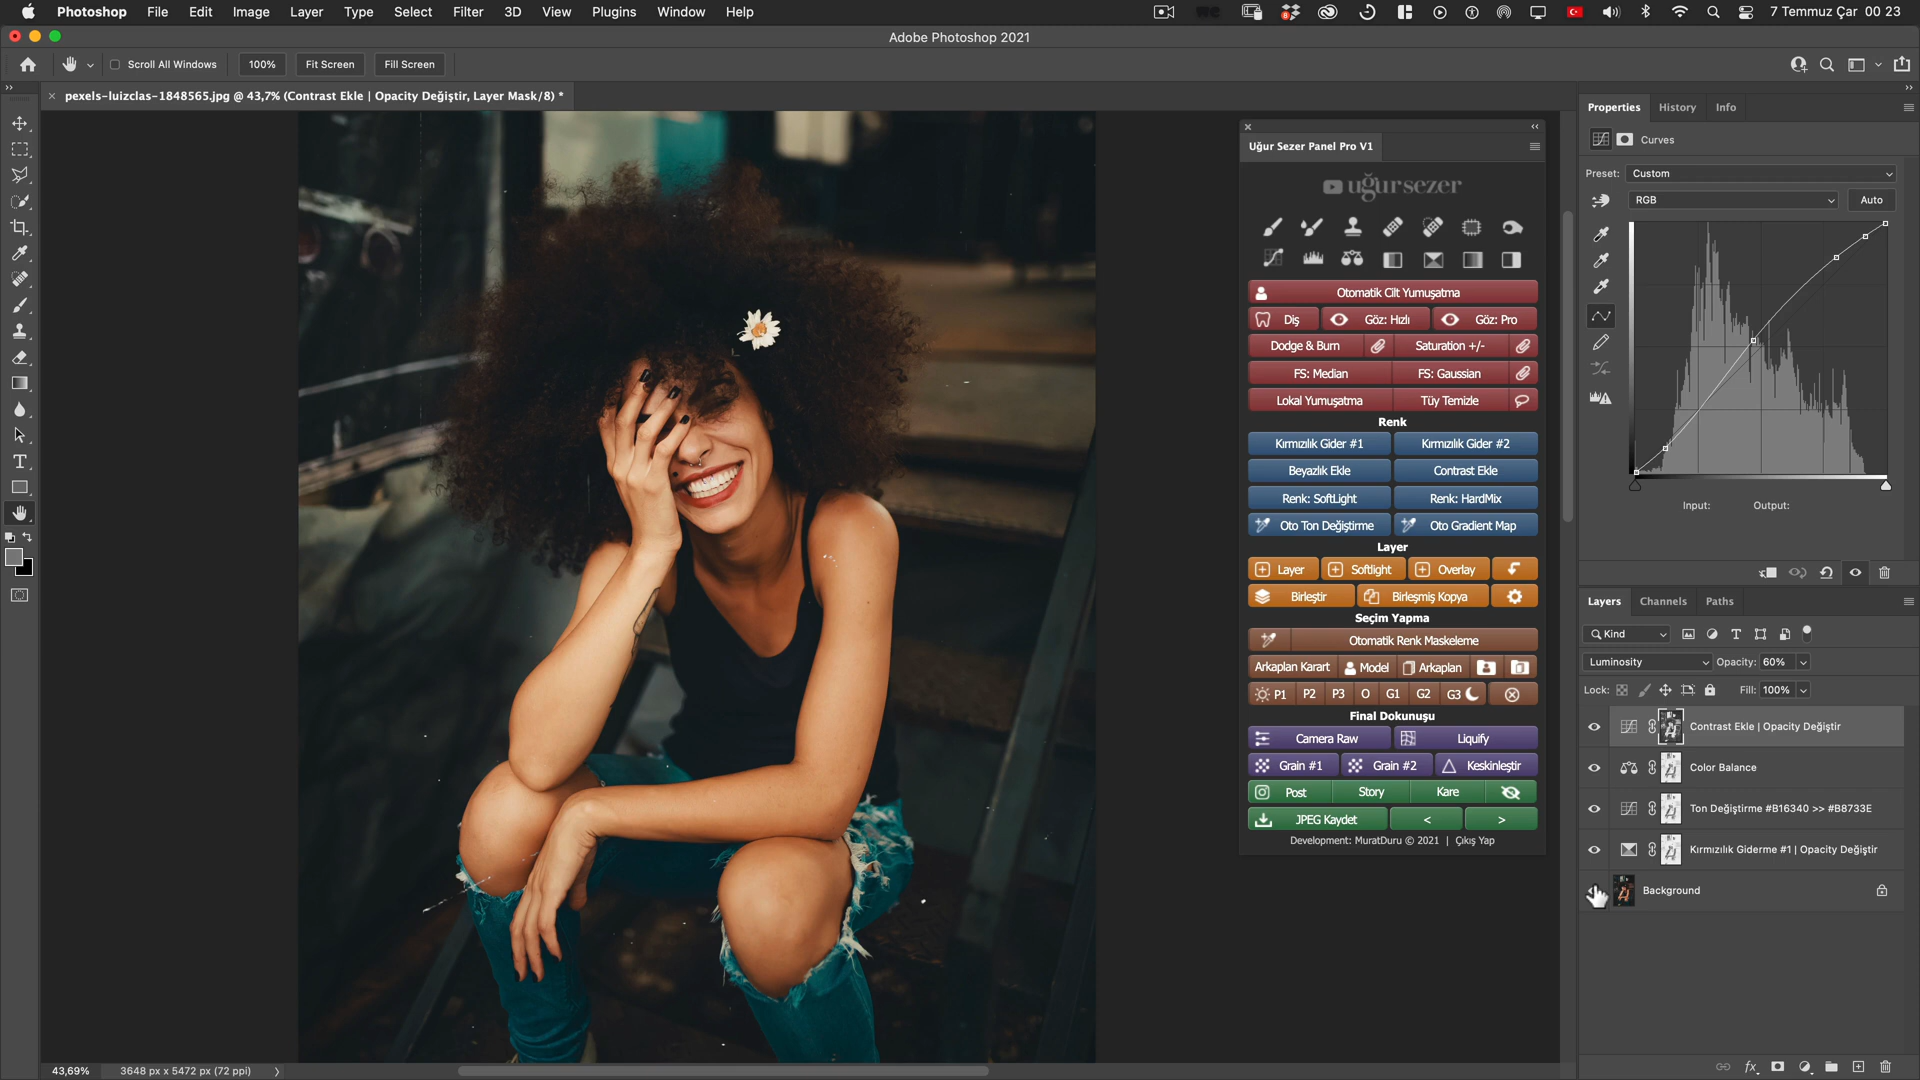 Photoshop File Edit Image Layer Type Select Filter 3D View Plugins Window Help 7 Temmuz Çar 00 23
Adobe Photoshop 2021
Scroll All Windows 100% Fit Screen Fill Screen
pexels-luizclas-1848565.jpg @ 43,7% (Contrast Ekle | Opacity Değiştir, Layer Mask/8) *
Uğur Sezer Panel Pro V1
uğursezer
Otomatik Cilt Yumuşatma
Diş Göz: Hızlı Göz: Pro
Dodge & Burn Saturation +/-
FS: Median FS: Gaussian
Lokal Yumuşatma Tüy Temizle
Renk
Kırmızılık Gider #1 Kırmızılık Gider #2
Beyazlık Ekle Contrast Ekle
Renk: SoftLight Renk: HardMix
Oto Ton Değiştirme Oto Gradient Map
Layer
Layer Softlight Overlay
Birleştir Birleşmiş Kopya
Seçim Yapma
Otomatik Renk Maskeleme
Arkaplan Karart Model Arkaplan
P1 P2 P3 O G1 G2 G3
Final Dokunuşu
Camera Raw Liquify
Grain #1 Grain #2 Keskinleştir
Post Story Kare
JPEG Kaydet < >
Development: MuratDuru © 2021 | Çıkış Yap
Properties History Info
Curves
Preset: Custom
RGB Auto
Input: Output:
Layers Channels Paths
Kind
Luminosity Opacity: 60%
Lock: Fill: 100%
Contrast Ekle | Opacity Değiştir
Color Balance
Ton Değiştirme #B16340 >> #B8733E
Kırmızılık Giderme #1 | Opacity Değiştir
Background
43,69% 3648 px x 5472 px (72 ppi)